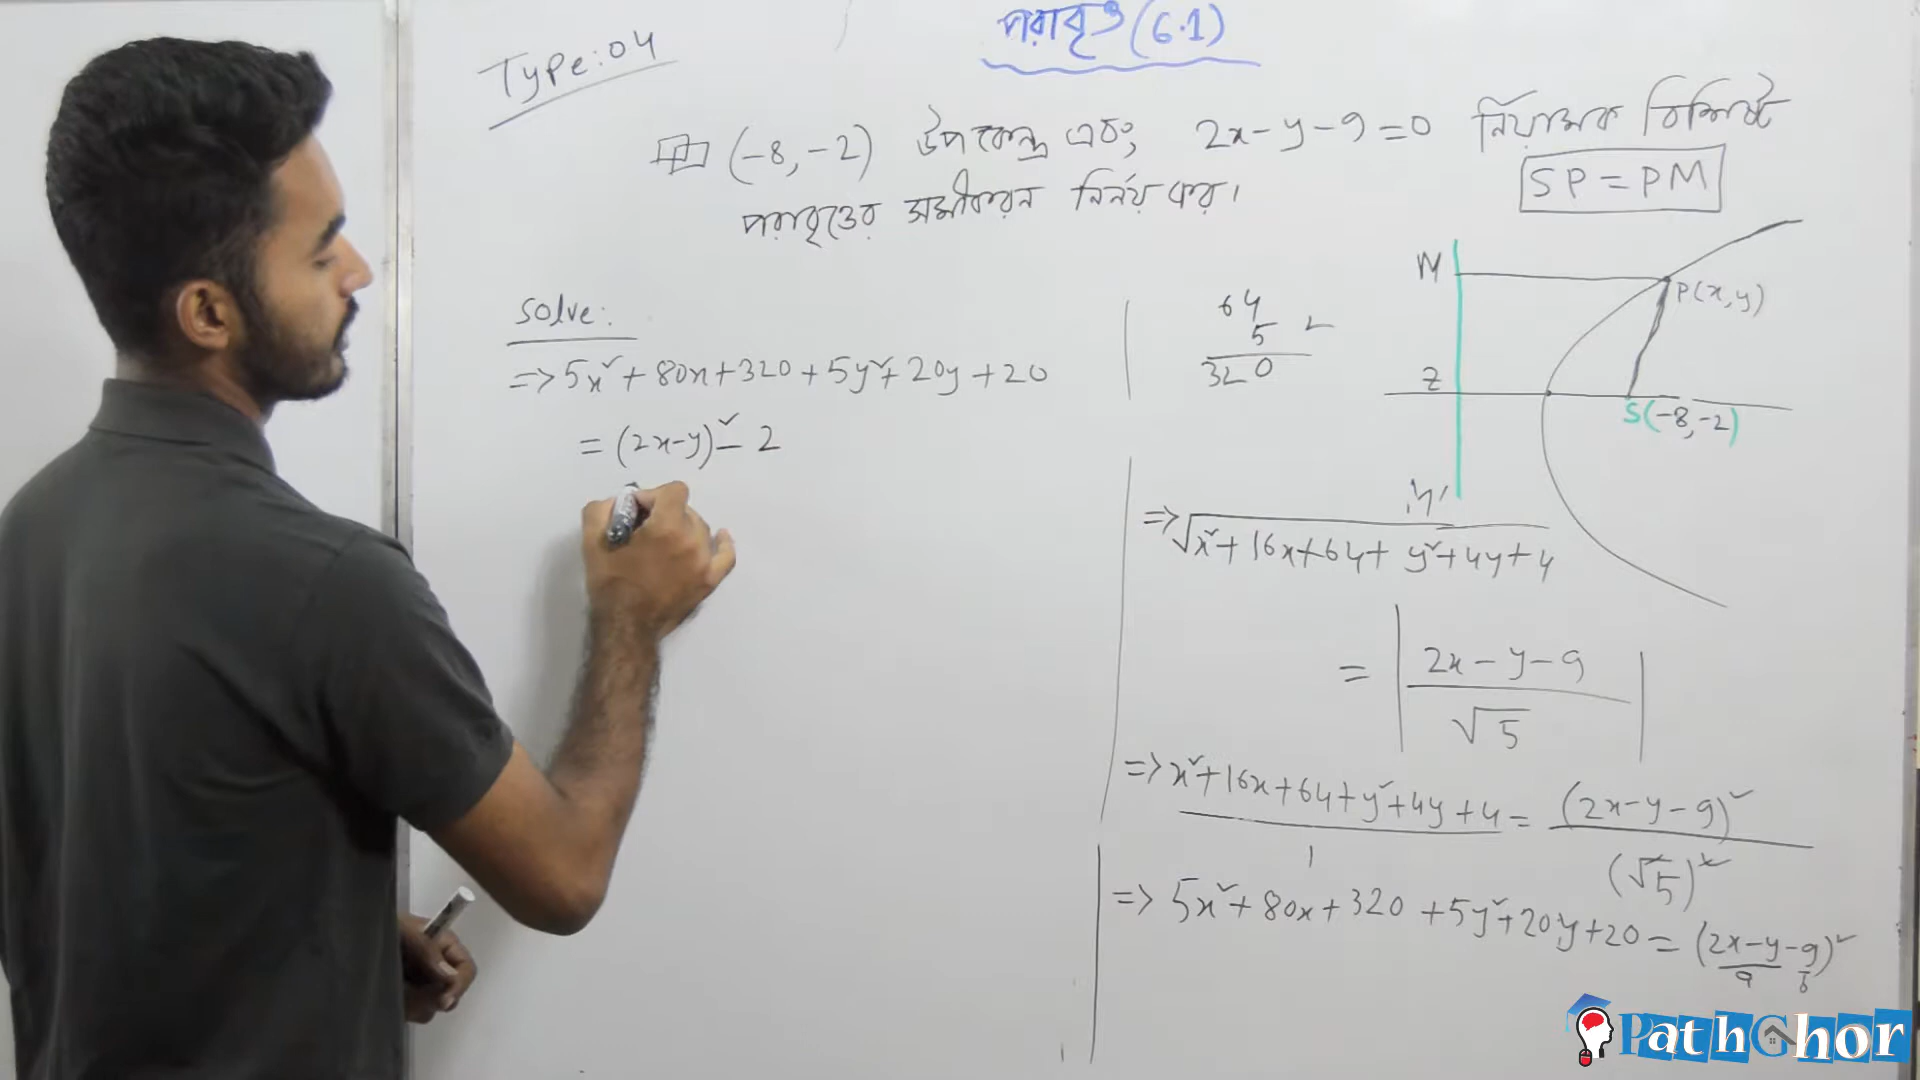 পরাবৃত্ত (6.1)
Type: 04
(-8, -2) উপকেন্দ্র এবং 2x - y - 9 = 0 নিয়ামক বিশিষ্ট
পরাবৃত্তের সমীকরন নির্নয় কর।
SP = PM
solve:
=> 5x² + 80x + 320 + 5y² + 20y + 20
= (2x-y)² - 2
64
5
320
M
P(x,y)
Z
S(-8,-2)
M'
=> √x² + 16x + 64 + y² + 4y + 4
= | 2x - y - 9 / √5 |
=> x² + 16x + 64 + y² + 4y + 4 / 1 = (2x - y - 9)² / (√5)²
=> 5x² + 80x + 320 + 5y² + 20y + 20 = (2x - y - 9)²
a b
PathGhor